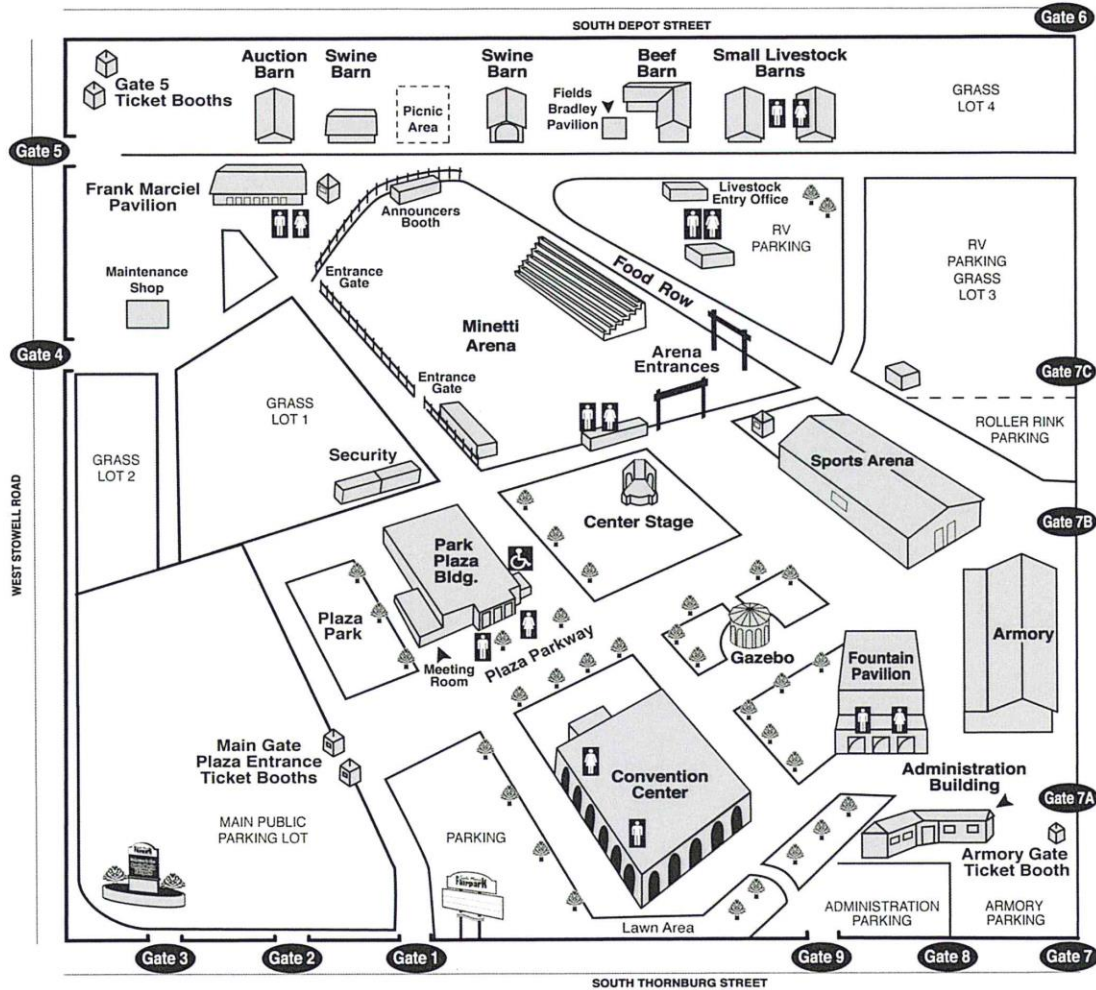 Gate 6
SOUTH DEPOT STREET
Auction
Barn
Swine
Barn
Swine
Barn
Beef
Barn
Small Livestock
Barns
Gate 5
Ticket Booths
Picnic
Area
Fields
Bradley
Pavilion
GRASS
LOT 4
Gate 5
Frank Marciel
Pavilion
Announcers
Booth
Livestock
Entry Office
RV
PARKING
RV
PARKING
GRASS
LOT 3
Maintenance
Shop
Entrance
Gate
Food Row
Minetti
Arena
Arena
Entrances
Gate 4
Gate 7C
GRASS
LOT 1
Entrance
Gate
ROLLER RINK
PARKING
GRASS
LOT 2
Security
Sports Arena
Center Stage
Gate 7B
WEST STOWELL ROAD
Park
Plaza
Bldg.
Plaza
Park
Meeting
Room
Plaza Parkway
Gazebo
Fountain
Pavilion
Armory
Main Gate
Plaza Entrance
Ticket Booths
Convention
Center
Administration
Building
Gate 7A
MAIN PUBLIC
PARKING LOT
PARKING
Armory Gate
Ticket Booth
Fairpark
Lawn Area
ADMINISTRATION
PARKING
ARMORY
PARKING
Gate 3
Gate 2
Gate 1
Gate 9
Gate 8
Gate 7
SOUTH THORNBURG STREET